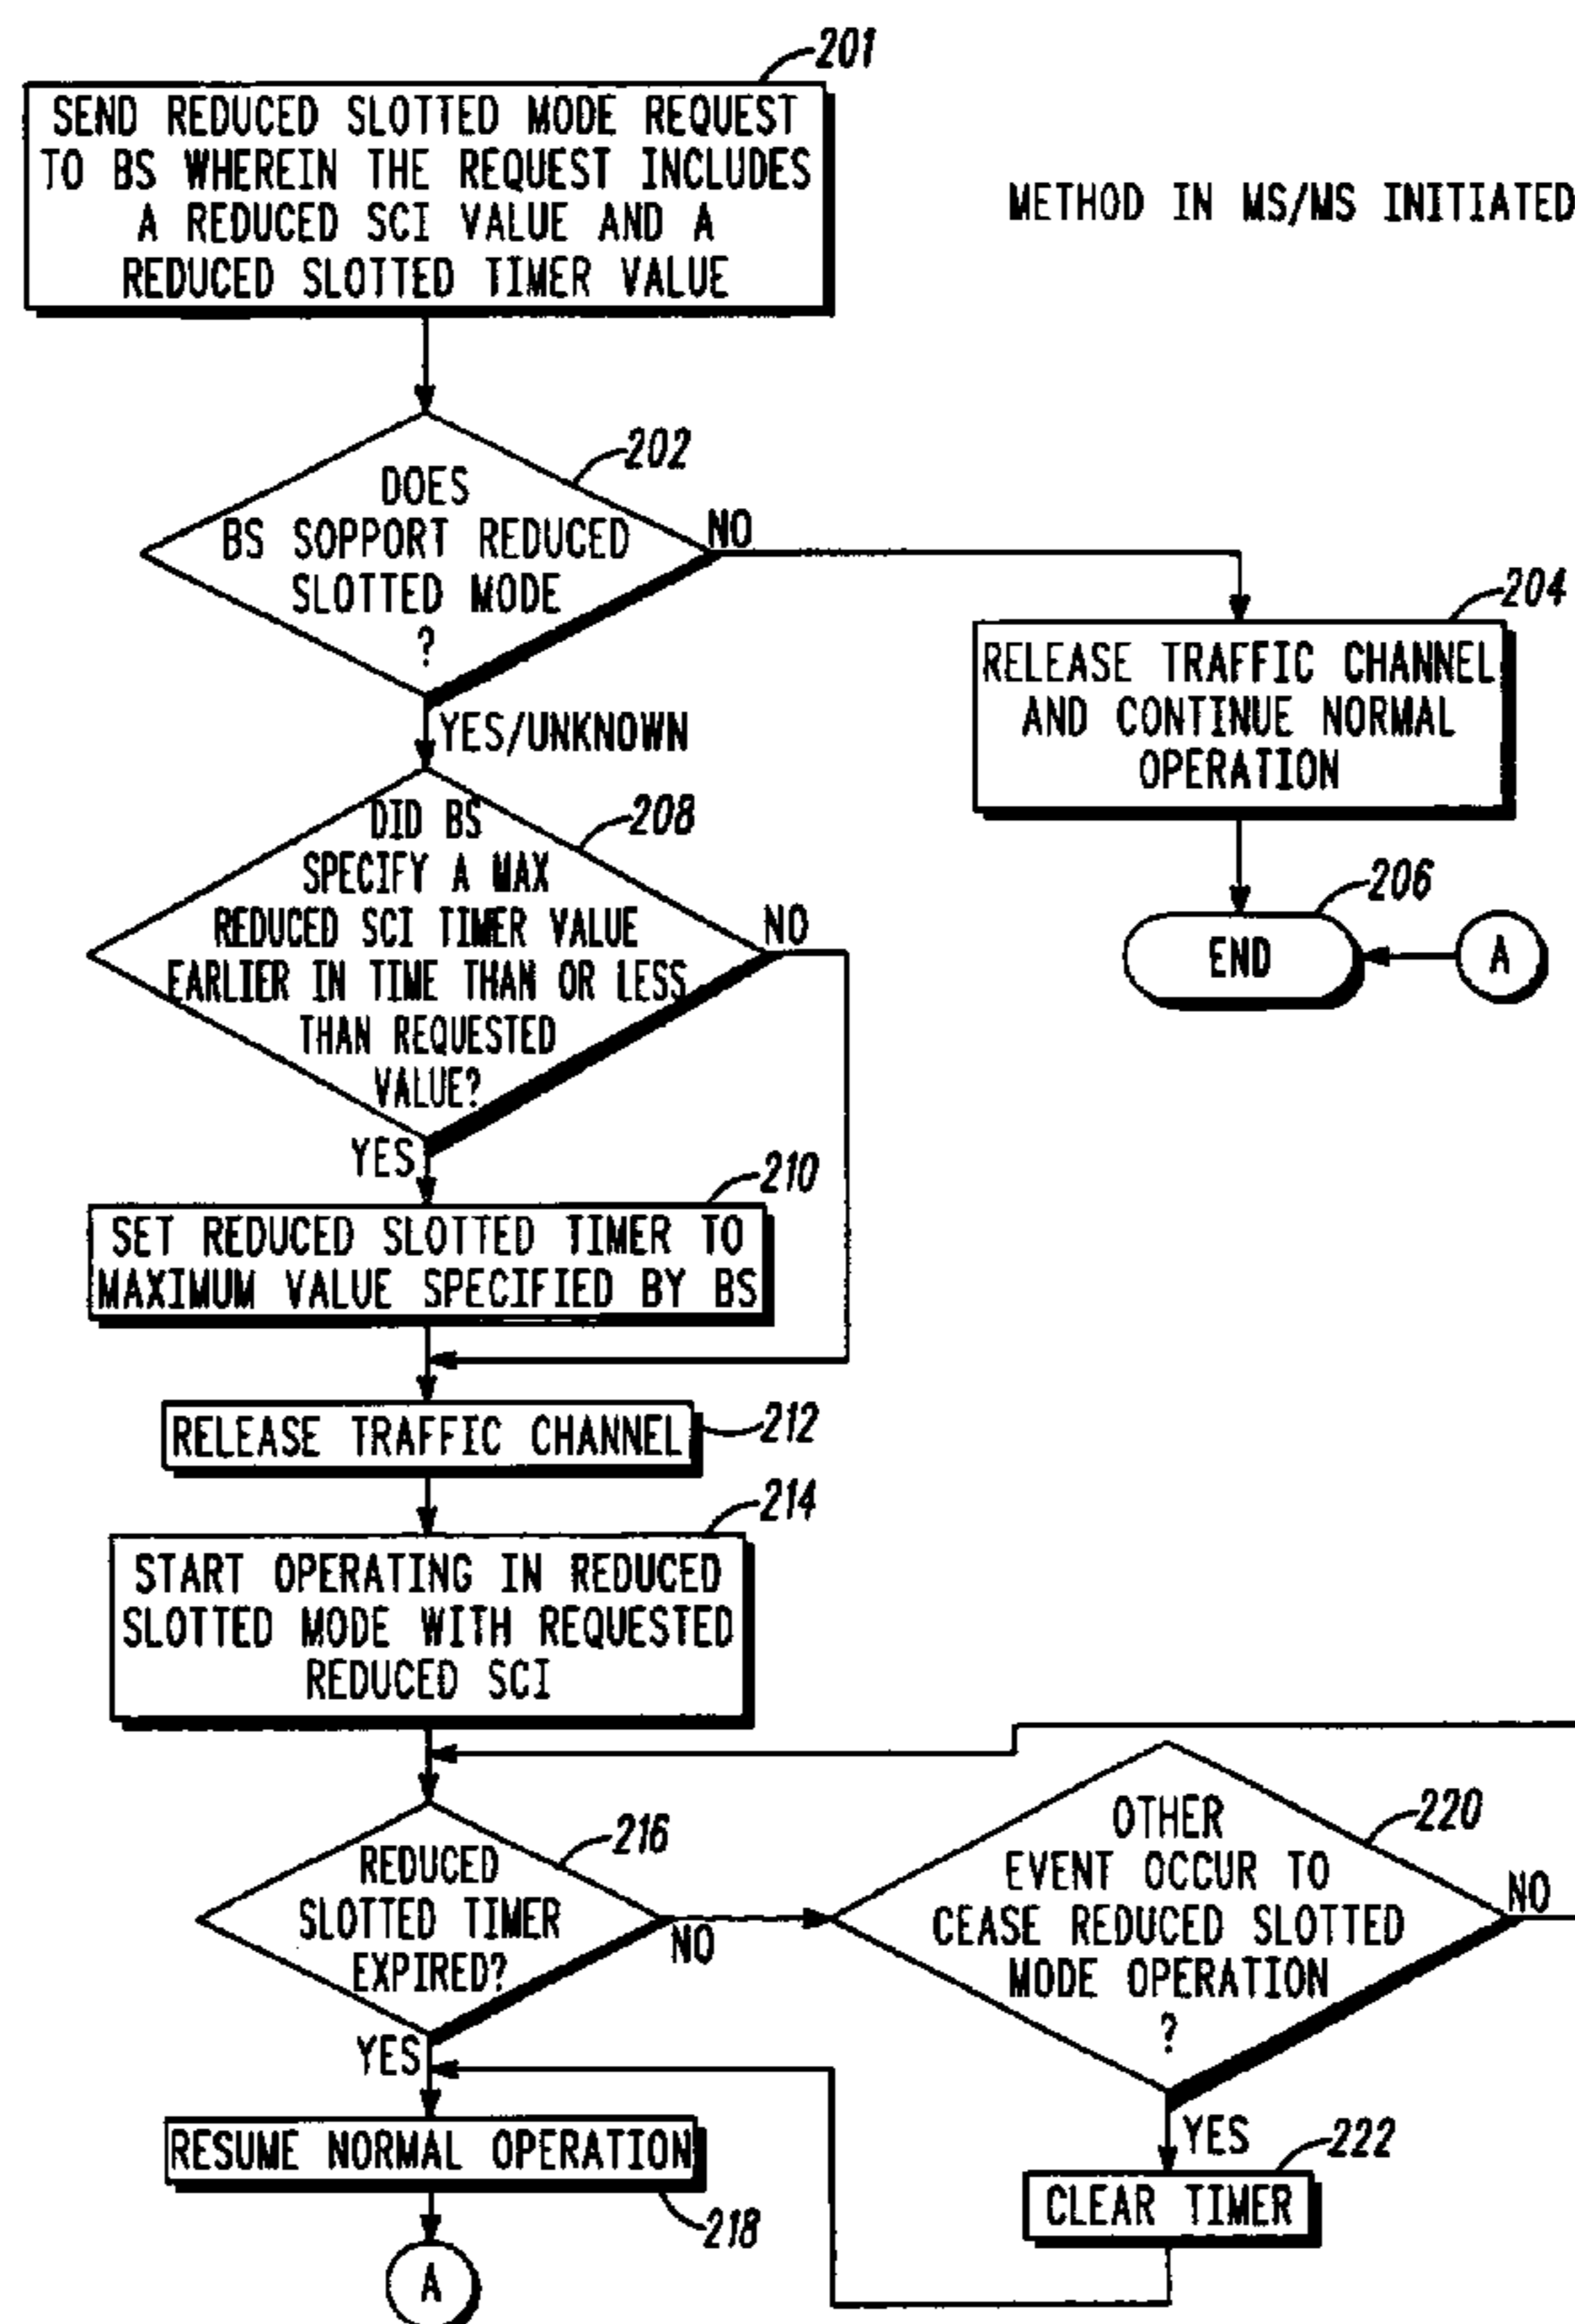 201
SEND REDUCED SLOTTED MODE REQUEST
TO BS WHEREIN THE REQUEST INCLUDES
A REDUCED SCI VALUE AND A
REDUCED SLOTTED TIMER VALUE
METHOD IN MS/MS INITIATED
202
DOES
BS SOPPORT REDUCED
SLOTTED MODE
?
NO
YES/UNKNOWN
204
RELEASE TRAFFIC CHANNEL
AND CONTINUE NORMAL
OPERATION
206
END
A
208
DID BS
SPECIFY A MAX
REDUCED SCI TIMER VALUE
EARLIER IN TIME THAN OR LESS
THAN REQUESTED
VALUE?
NO
YES
210
SET REDUCED SLOTTED TIMER TO
MAXIMUM VALUE SPECIFIED BY BS
RELEASE TRAFFIC CHANNEL
212
214
START OPERATING IN REDUCED
SLOTTED MODE WITH REQUESTED
REDUCED SCI
216
REDUCED
SLOTTED TIMER
EXPIRED?
NO
YES
220
OTHER
EVENT OCCUR TO
CEASE REDUCED SLOTTED
MODE OPERATION
?
NO
YES
222
CLEAR TIMER
RESUME NORMAL OPERATION
218
A